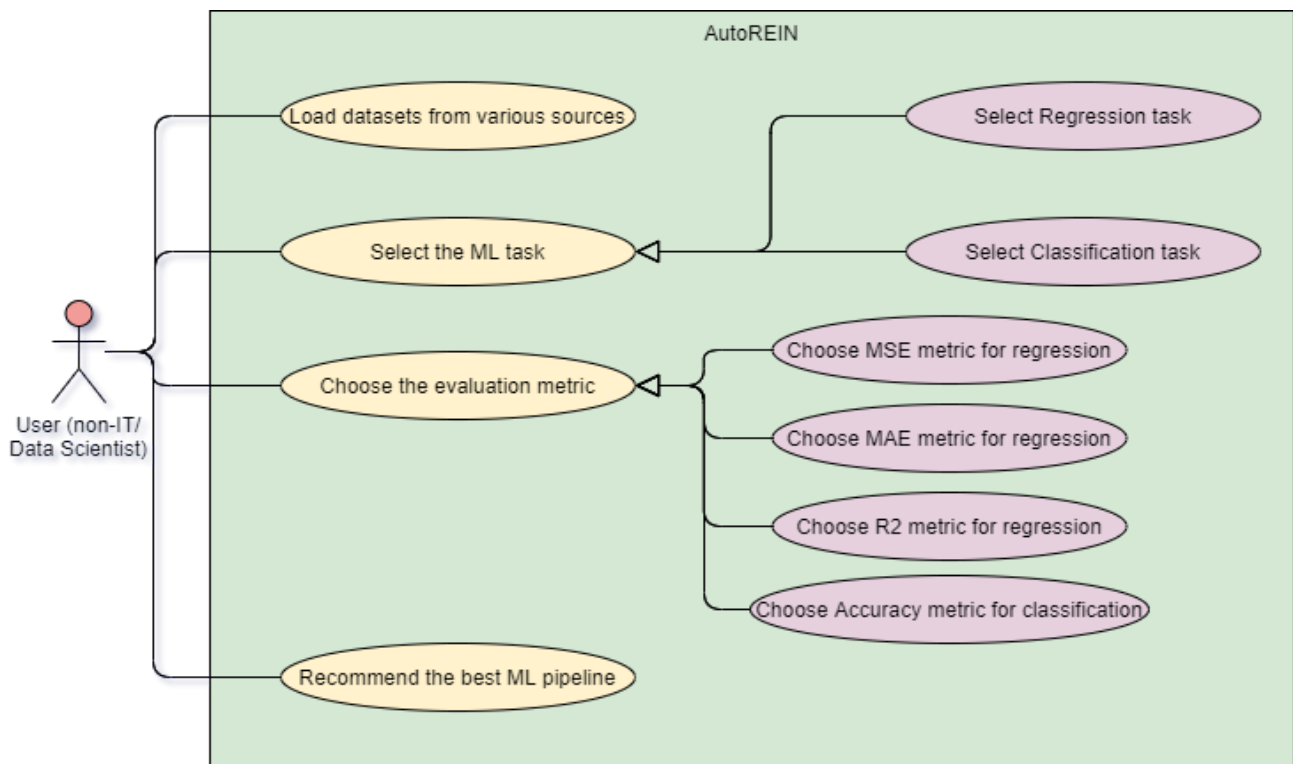 AutoREIN
Load datasets from various sources
Select Regression task
Select the ML task
Select Classification task
Choose MSE metric for regression
Choose the evaluation metric
User (non-IT/
Data Scientist)
Choose MAE metric for regression
Choose R2 metric for regression
Choose Accuracy metric for classification
Recommend the best ML pipeline